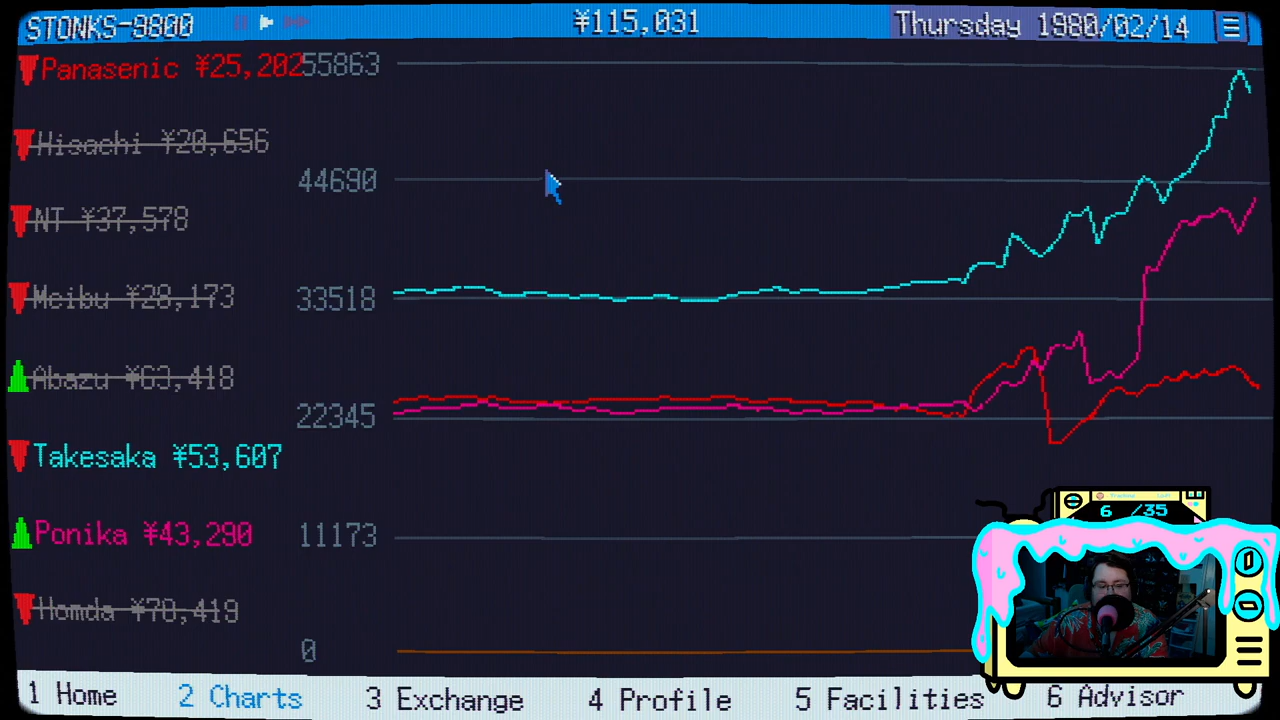 STONKS-9800 ¥115,031 Thursday 1980/02/14
Panasenic ¥25,202
55863
Hisachi ¥20,656
44690
NT ¥37,578
Meibu ¥28,173
33518
Abazu ¥63,418
22345
Takesaka ¥53,607
Ponika ¥43,290
11173
6 /35
Homda ¥70,419
0
1 Home 2 Charts 3 Exchange 4 Profile 5 Facilities 6 Advisor